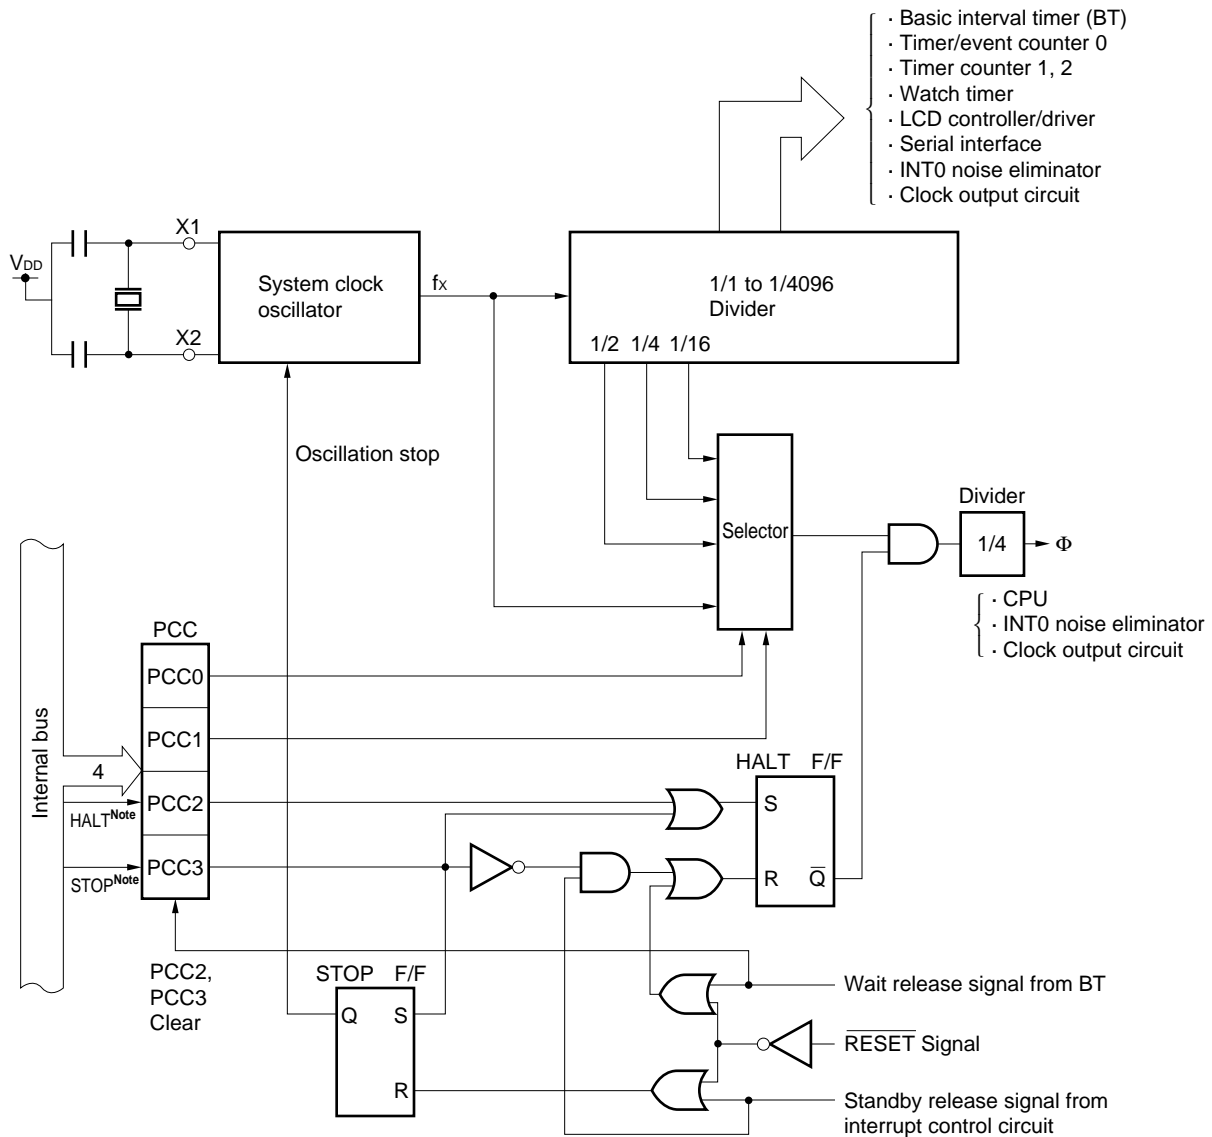 · Basic interval timer (BT)
· Timer/event counter 0
· Timer counter 1, 2
· Watch timer
· LCD controller/driver
· Serial interface
· INT0 noise eliminator
· Clock output circuit
VDD
X1
X2
System clock
oscillator
fX
1/1 to 1/4096
Divider
1/2 1/4 1/16
Oscillation stop
Selector
Divider
1/4
Φ
· CPU
· INT0 noise eliminator
· Clock output circuit
Internal bus
PCC
PCC0
PCC1
4
PCC2
HALTNote
PCC3
STOPNote
HALT F/F
S
R Q̅
PCC2,
PCC3
Clear
STOP F/F
Q S
R
Wait release signal from BT
R̅E̅S̅E̅T̅ Signal
Standby release signal from
interrupt control circuit